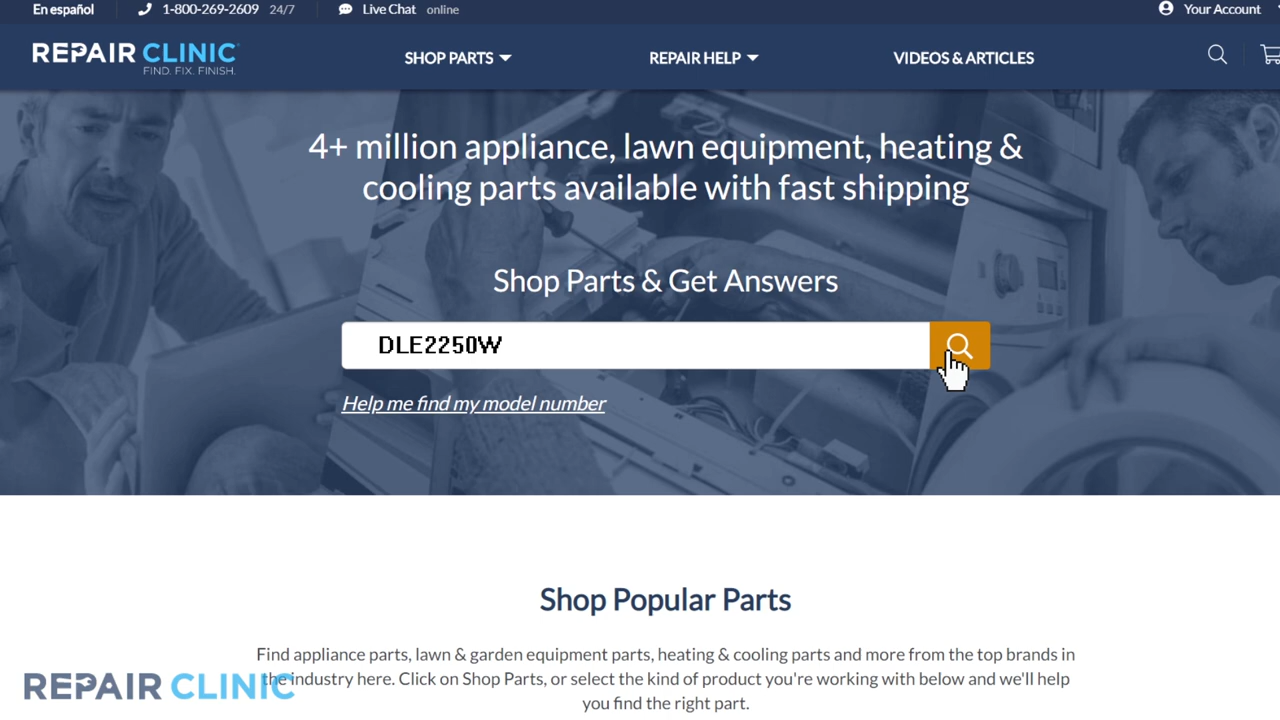 En español 1-800-269-2609 24/7 Live Chat online Your Account
REPAIR CLINIC
FIND. FIX. FINISH.
SHOP PARTS REPAIR HELP VIDEOS & ARTICLES
4+ million appliance, lawn equipment, heating &
cooling parts available with fast shipping
Shop Parts & Get Answers
DLE2250W
Help me find my model number
Shop Popular Parts
Find appliance parts, lawn & garden equipment parts, heating & cooling parts and more from the top brands in
the industry here. Click on Shop Parts, or select the kind of product you're working with below and we'll help
you find the right part.
REPAIR CLINIC